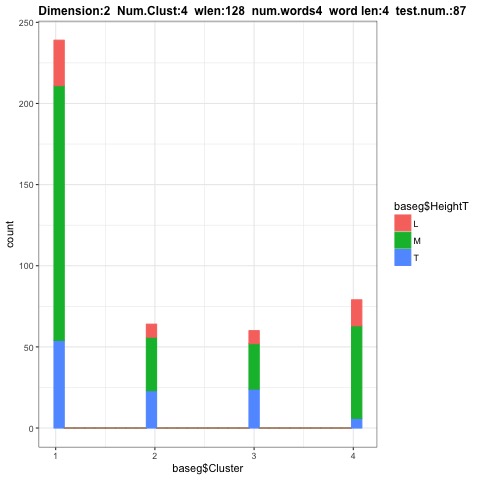 Dimension:2 Num.Clust:4 wlen:128 num.words4 word len:4 test.num.:87
250
200
150
100
50
0
count
1 2 3 4
baseg$Cluster
baseg$HeightT
L
M
T